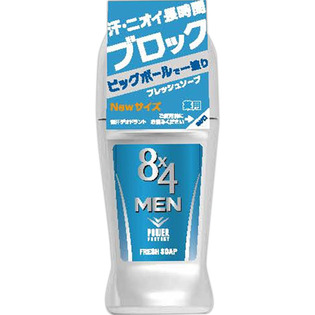 汗・ニオイ長時間
ブロック
ビッグボールで一塗り
フレッシュソープ
Newサイズ
薬用
8x4
MEN
POWER
PROTECT
FRESH SOAP